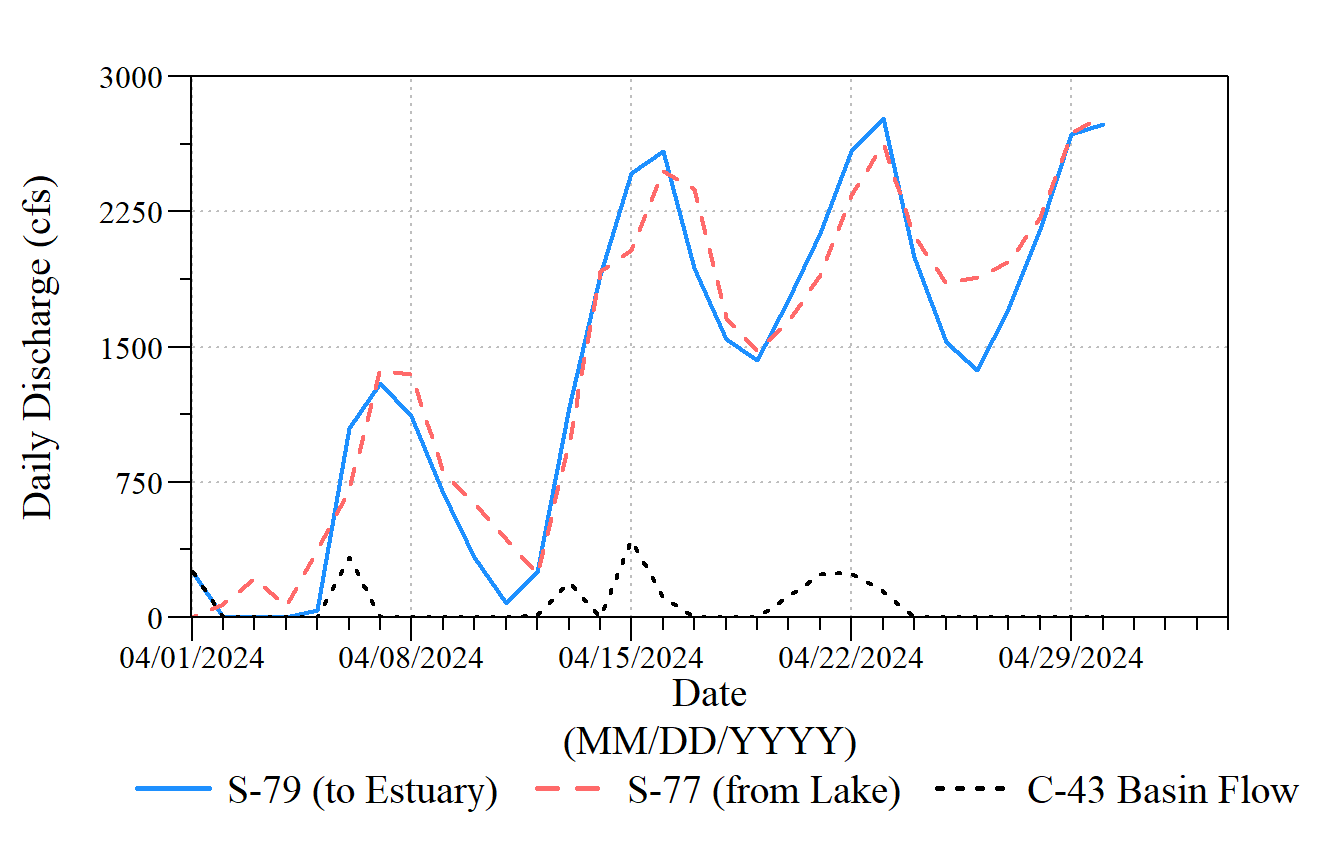 3000
2250
1500
750
0
Daily Discharge (cfs)
04/01/2024 04/08/2024 04/15/2024 04/22/2024 04/29/2024
Date
(MM/DD/YYYY)
S-79 (to Estuary) S-77 (from Lake) C-43 Basin Flow